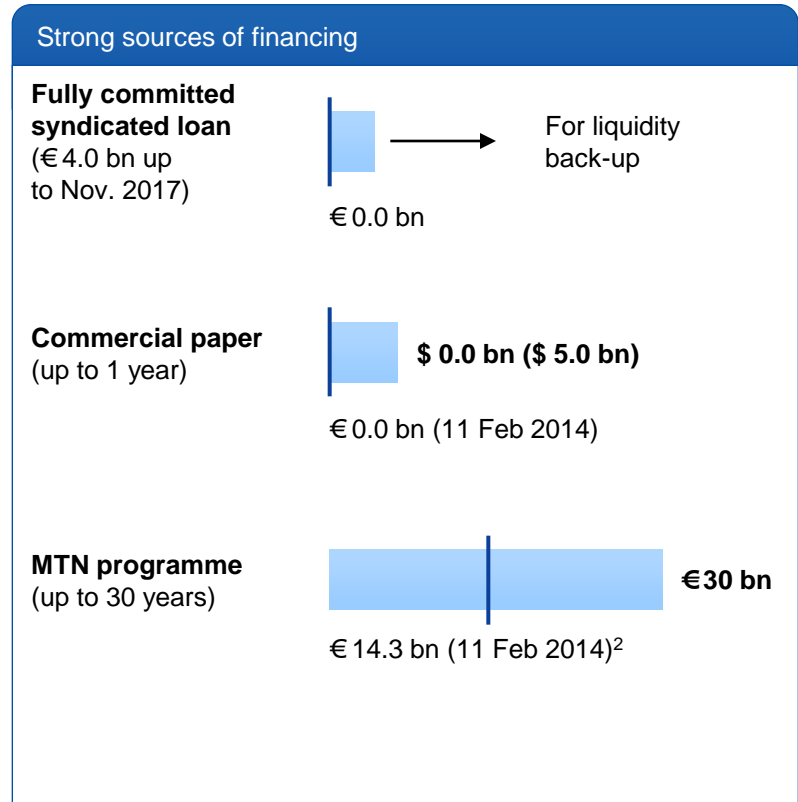 Strong sources of financing
Fully committed
syndicated loan
(€ 4.0 bn up
to Nov. 2017)
For liquidity
back-up
€ 0.0 bn
Commercial paper
(up to 1 year)
$ 0.0 bn ($ 5.0 bn)
€ 0.0 bn (11 Feb 2014)
MTN programme
(up to 30 years)
€ 30 bn
€ 14.3 bn (11 Feb 2014)²